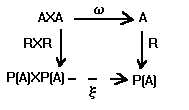 AXA ω A
RXR R
P(A)XP(A) ξ P(A)